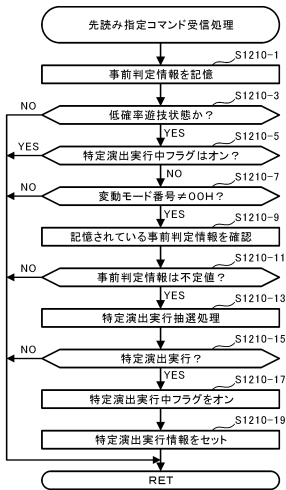 先読み指定コマンド受信処理
S1210-1
事前判定情報を記憶
S1210-3
NO
低確率遊技状態か？
YES
S1210-5
YES
特定演出実行中フラグはオン？
NO
S1210-7
NO
変動モード番号≠00H？
YES
S1210-9
記憶されている事前判定情報を確認
S1210-11
NO
事前判定情報は不定値？
YES
S1210-13
特定演出実行抽選処理
S1210-15
NO
特定演出実行？
YES
S1210-17
特定演出実行中フラグをオン
S1210-19
特定演出実行情報をセット
RET